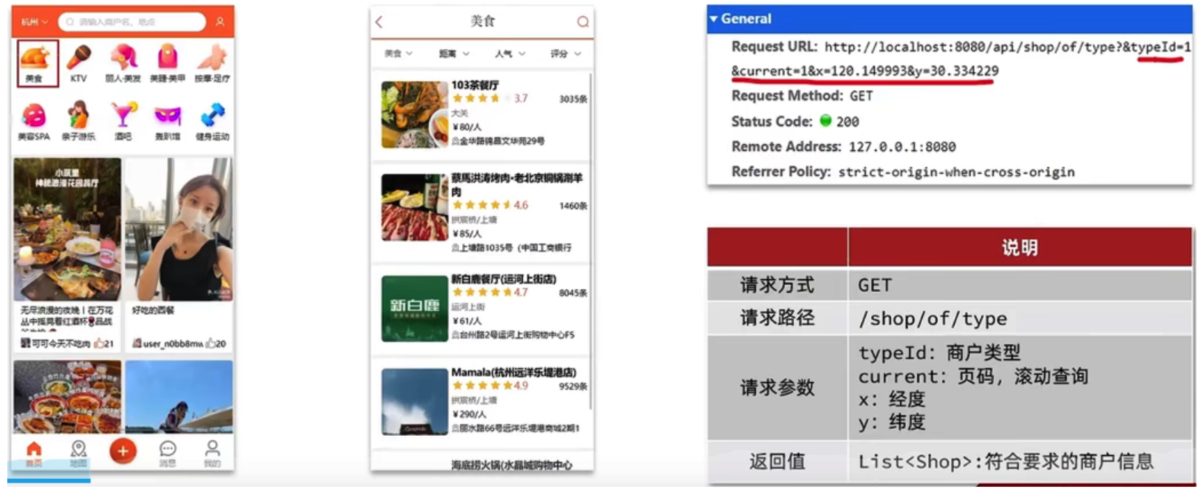 杭州
请输入商户名、地点
美食
KTV
丽人·美发
美睫·美甲
按摩·足疗
美容SPA
亲子游乐
酒吧
轰趴馆
健身运动
小孩里
神秘浪漫花园餐厅
无尽浪漫的夜晚丨在万花
丛中摇晃着红酒杯🍷品战
可可今天不吃肉
21
好吃的西餐
user_n0bb8mw
20
首页
地图
消息
我的
美食
美食
距离
人气
评分
103茶餐厅
3.7
3035条
大关
￥80/人
金华路锦昌文华苑29号
蔡馬洪涛烤肉·老北京铜锅涮羊
肉
4.6
1460条
拱宸桥/上塘
￥85/人
上塘路1035号（中国工商银行
新白鹿
新白鹿餐厅(运河上街店)
4.7
8045条
运河上街
￥61/人
台州路2号运河上街购物中心F5
Mamala(杭州远洋乐堤港店)
4.9
9529条
￥290/人
丽水路66号远洋乐堤港商城2期1
海底捞火锅(水晶城购物中心
General
Request URL: http://localhost:8080/api/shop/of/type?&typeId=1
&current=1&x=120.149993&y=30.334229
Request Method: GET
Status Code: 200
Remote Address: 127.0.0.1:8080
Referrer Policy: strict-origin-when-cross-origin
说明
请求方式 GET
请求路径 /shop/of/type
请求参数
typeId：商户类型
current：页码，滚动查询
x：经度
y：纬度
返回值 List<Shop>:符合要求的商户信息